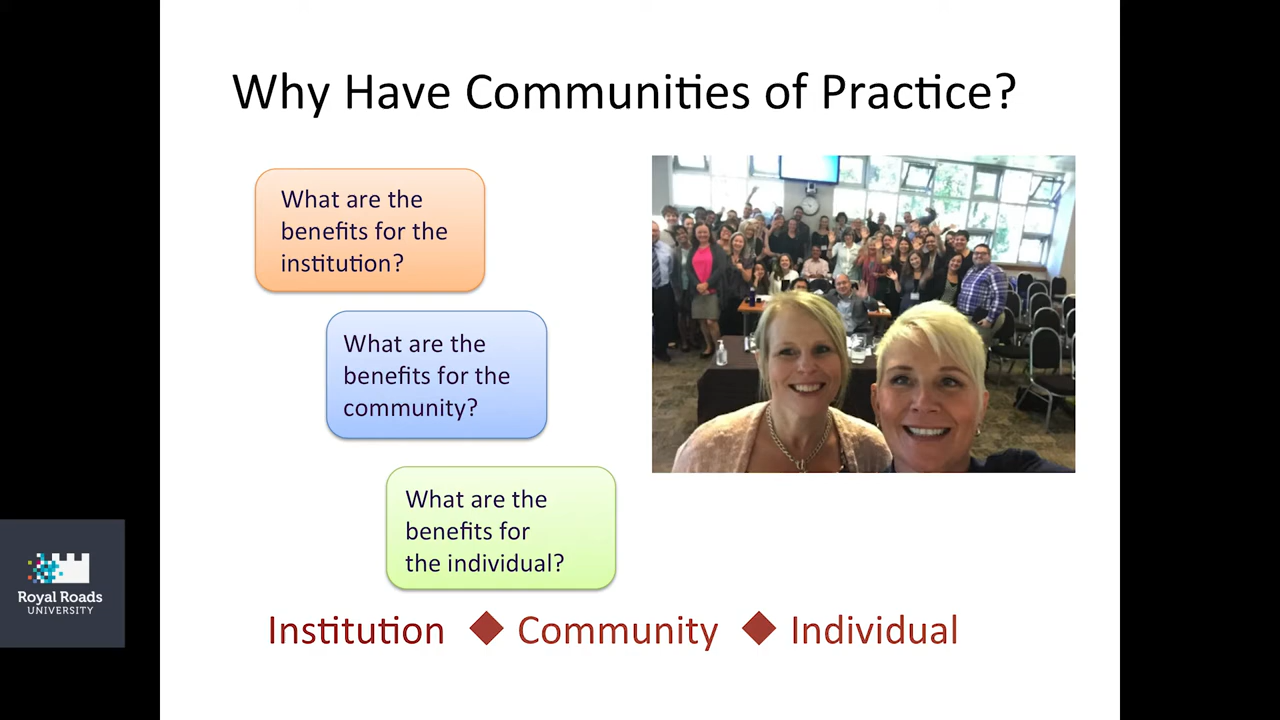 Why Have Communities of Practice?
What are the
benefits for the
institution?
What are the
benefits for the
community?
What are the
benefits for
the individual?
Royal Roads
UNIVERSITY
Institution ◆ Community ◆ Individual